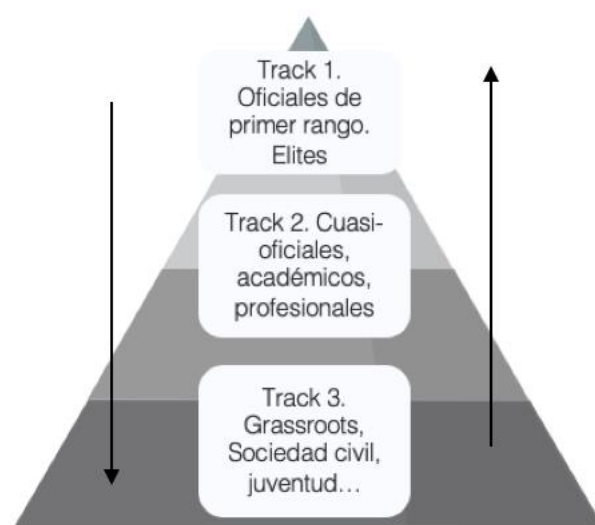 Track 1.
Oficiales de
primer rango.
Elites
Track 2. Cuasi-
oficiales,
académicos,
profesionales
Track 3.
Grassroots,
Sociedad civil,
juventud...